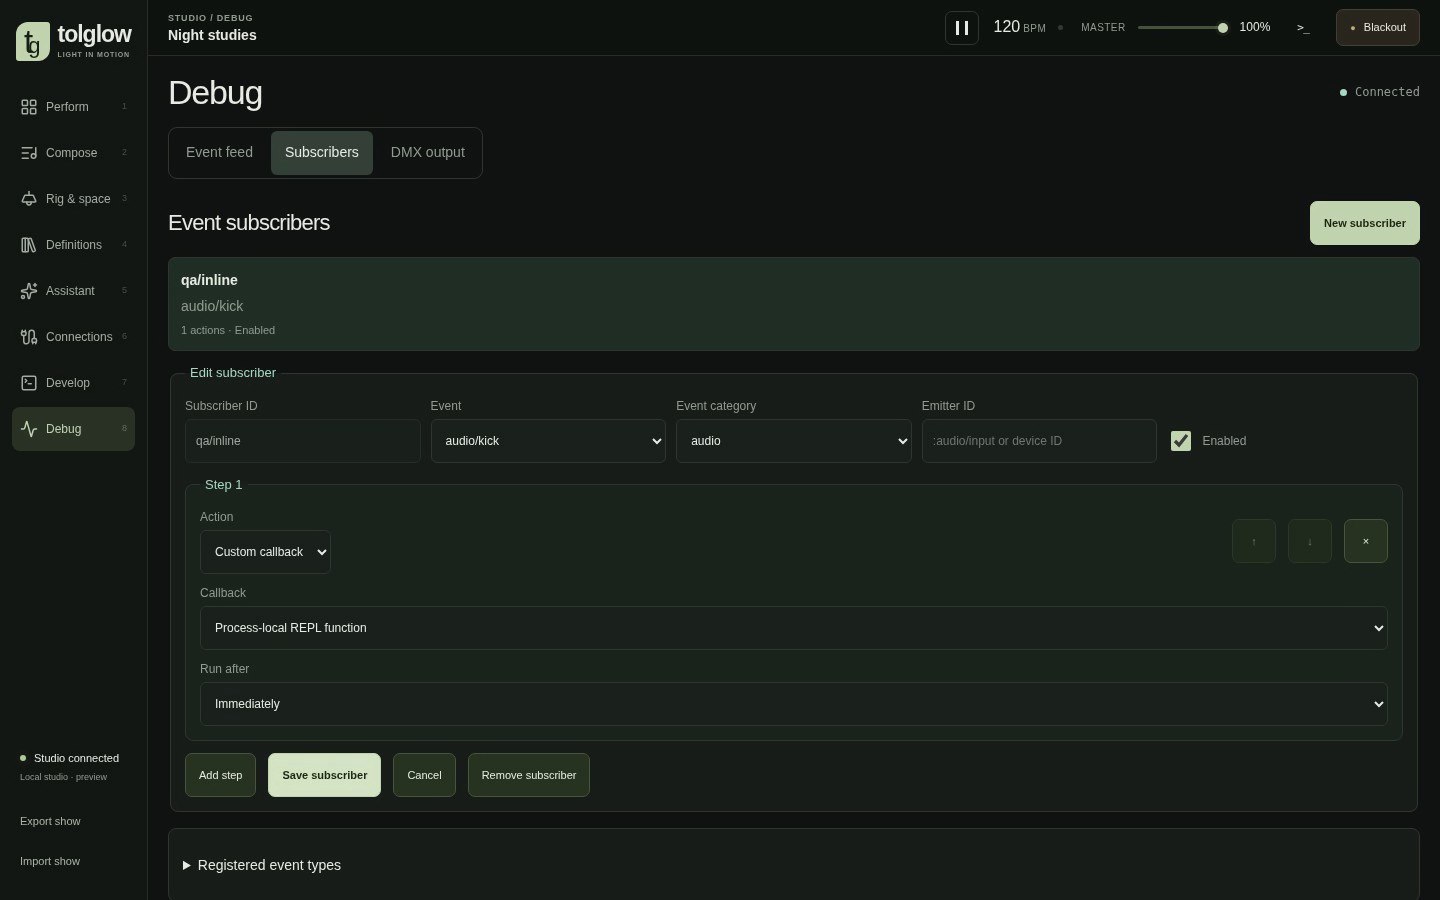 tg
tolglow
LIGHT IN MOTION
Perform 1
Compose 2
Rig & space 3
Definitions 4
Assistant 5
Connections 6
Develop 7
Debug 8
Studio connected
Local studio · preview
Export show
Import show
STUDIO / DEBUG
Night studies
120 BPM
MASTER
100%
>_
Blackout
Debug
Connected
Event feed
Subscribers
DMX output
Event subscribers
New subscriber
qa/inline
audio/kick
1 actions · Enabled
Edit subscriber
Subscriber ID
Event
Event category
Emitter ID
qa/inline
audio/kick
audio
:audio/input or device ID
Enabled
Step 1
Action
Custom callback
↑
↓
×
Callback
Process-local REPL function
Run after
Immediately
Add step
Save subscriber
Cancel
Remove subscriber
Registered event types